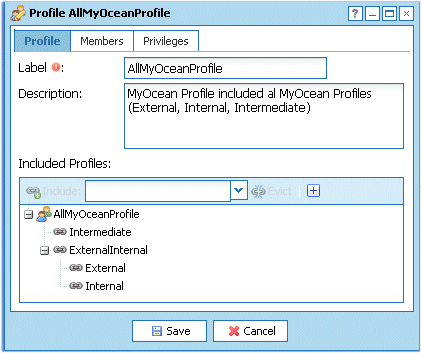 Profile AllMyOceanProfile
Profile Members Privileges
Label :
AllMyOceanProfile
Description:
MyOcean Profile included al MyOcean Profiles
(External, Internal, Intermediate)
Included Profiles:
Include: Evict
AllMyOceanProfile
Intermediate
ExternalInternal
External
Internal
Save Cancel